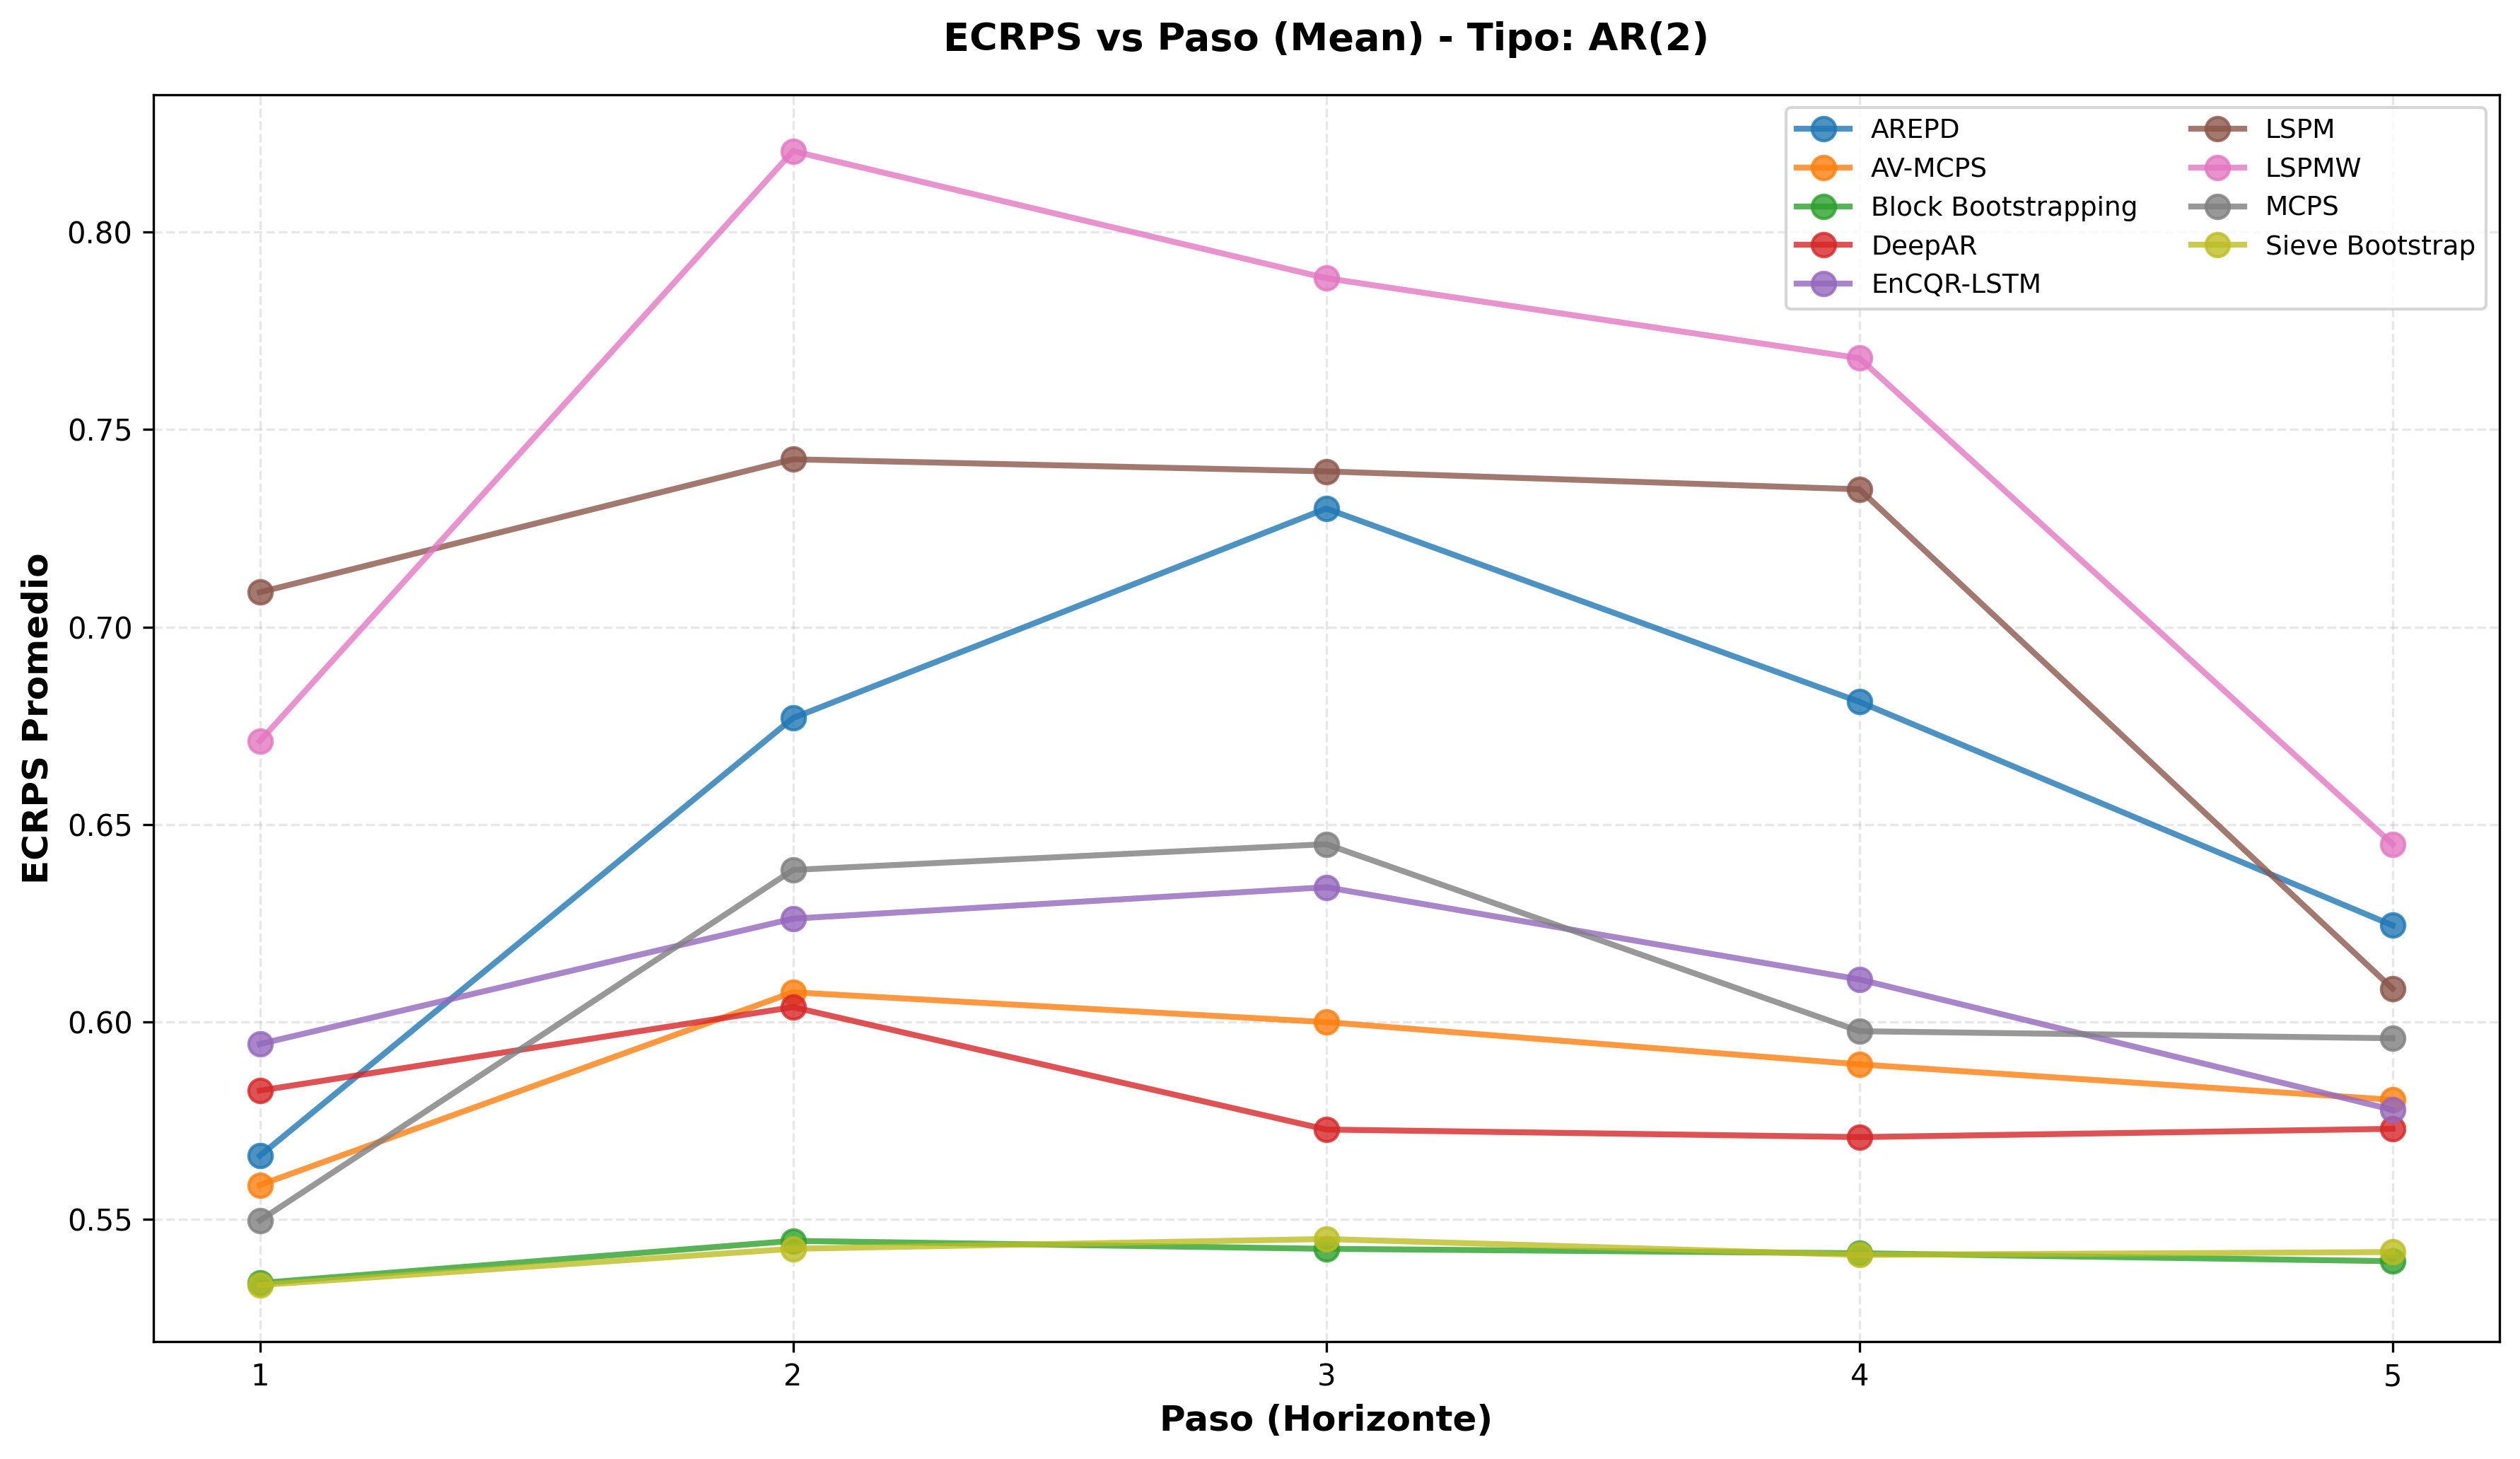 ECRPS vs Paso (Mean) - Tipo: AR(2)
AREPD
AV-MCPS
Block Bootstrapping
DeepAR
EnCQR-LSTM
LSPM
LSPMW
MCPS
Sieve Bootstrap
ECRPS Promedio
0.80
0.75
0.70
0.65
0.60
0.55
1 2 3 4 5
Paso (Horizonte)